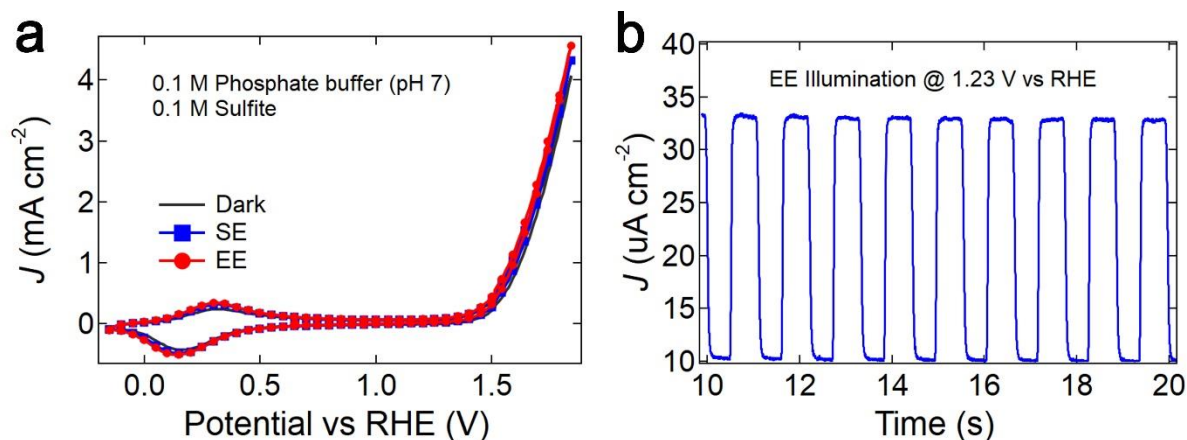 a
J (mA cm-2)
4
3
2
1
0
0.1 M Phosphate buffer (pH 7)
0.1 M Sulfite
Dark
SE
EE
0.0 0.5 1.0 1.5
Potential vs RHE (V)
b
J (uA cm-2)
40
35
30
25
20
15
10
EE Illumination @ 1.23 V vs RHE
10 12 14 16 18 20
Time (s)